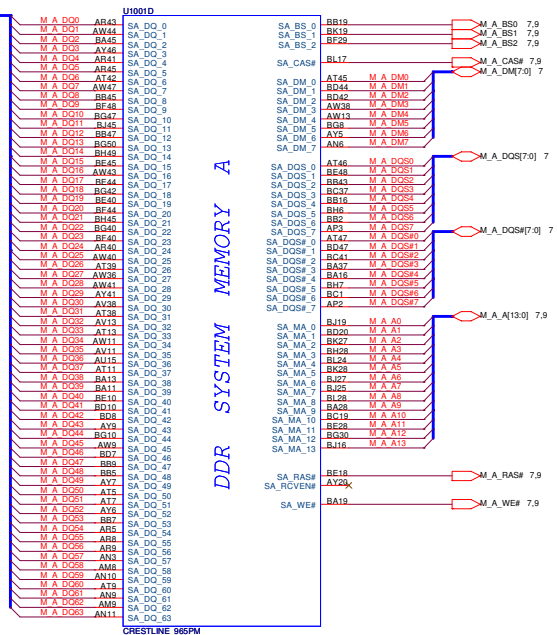 U1001D
M_A_DQ0 AR43 SA_DQ_0
M_A_DQ1 AW44 SA_DQ_1
M_A_DQ2 BA45 SA_DQ_2
M_A_DQ3 AY46 SA_DQ_3
M_A_DQ4 AR41 SA_DQ_4
M_A_DQ5 AR45 SA_DQ_5
M_A_DQ6 AT42 SA_DQ_6
M_A_DQ7 AW47 SA_DQ_7
M_A_DQ8 BB45 SA_DQ_8
M_A_DQ9 BF48 SA_DQ_9
M_A_DQ10 BG47 SA_DQ_10
M_A_DQ11 BJ45 SA_DQ_11
M_A_DQ12 BB47 SA_DQ_12
M_A_DQ13 BG50 SA_DQ_13
M_A_DQ14 BH49 SA_DQ_14
M_A_DQ15 BE45 SA_DQ_15
M_A_DQ16 AW43 SA_DQ_16
M_A_DQ17 BE44 SA_DQ_17
M_A_DQ18 BG42 SA_DQ_18
M_A_DQ19 BE40 SA_DQ_19
M_A_DQ20 BF44 SA_DQ_20
M_A_DQ21 BH45 SA_DQ_21
M_A_DQ22 BG40 SA_DQ_22
M_A_DQ23 BF40 SA_DQ_23
M_A_DQ24 AR40 SA_DQ_24
M_A_DQ25 AW40 SA_DQ_25
M_A_DQ26 AT39 SA_DQ_26
M_A_DQ27 AW36 SA_DQ_27
M_A_DQ28 AW41 SA_DQ_28
M_A_DQ29 AY41 SA_DQ_29
M_A_DQ30 AV38 SA_DQ_30
M_A_DQ31 AT38 SA_DQ_31
M_A_DQ32 AV13 SA_DQ_32
M_A_DQ33 AT13 SA_DQ_33
M_A_DQ34 AW11 SA_DQ_34
M_A_DQ35 AV11 SA_DQ_35
M_A_DQ36 AU15 SA_DQ_36
M_A_DQ37 AT11 SA_DQ_37
M_A_DQ38 BA13 SA_DQ_38
M_A_DQ39 BA11 SA_DQ_39
M_A_DQ40 BE10 SA_DQ_40
M_A_DQ41 BD10 SA_DQ_41
M_A_DQ42 BD8 SA_DQ_42
M_A_DQ43 AY9 SA_DQ_43
M_A_DQ44 BG10 SA_DQ_44
M_A_DQ45 AW9 SA_DQ_45
M_A_DQ46 BD7 SA_DQ_46
M_A_DQ47 BB9 SA_DQ_47
M_A_DQ48 BB5 SA_DQ_48
M_A_DQ49 AY7 SA_DQ_49
M_A_DQ50 AT5 SA_DQ_50
M_A_DQ51 AT7 SA_DQ_51
M_A_DQ52 AY6 SA_DQ_52
M_A_DQ53 BB7 SA_DQ_53
M_A_DQ54 AR5 SA_DQ_54
M_A_DQ55 AR8 SA_DQ_55
M_A_DQ56 AR9 SA_DQ_56
M_A_DQ57 AN3 SA_DQ_57
M_A_DQ58 AM8 SA_DQ_58
M_A_DQ59 AN10 SA_DQ_59
M_A_DQ60 AT9 SA_DQ_60
M_A_DQ61 AN9 SA_DQ_61
M_A_DQ62 AM9 SA_DQ_62
M_A_DQ63 AN11 SA_DQ_63
DDR SYSTEM MEMORY A
SA_BS_0 BB19 M_A_BS0 7,9
SA_BS_1 BK19 M_A_BS1 7,9
SA_BS_2 BF29 M_A_BS2 7,9
SA_CAS# BL17 M_A_CAS# 7,9
M_A_DM[7:0] 7
SA_DM_0 AT45 M_A_DM0
SA_DM_1 BD44 M_A_DM1
SA_DM_2 BD42 M_A_DM2
SA_DM_3 AW38 M_A_DM3
SA_DM_4 AW13 M_A_DM4
SA_DM_5 BG8 M_A_DM5
SA_DM_6 AY5 M_A_DM6
SA_DM_7 AN6 M_A_DM7
M_A_DQS[7:0] 7
SA_DQS_0 AT46 M_A_DQS0
SA_DQS_1 BE48 M_A_DQS1
SA_DQS_2 BB43 M_A_DQS2
SA_DQS_3 BC37 M_A_DQS3
SA_DQS_4 BB16 M_A_DQS4
SA_DQS_5 BH6 M_A_DQS5
SA_DQS_6 BB2 M_A_DQS6
SA_DQS_7 AP3 M_A_DQS7
M_A_DQS#[7:0] 7
SA_DQS#_0 AT47 M_A_DQS#0
SA_DQS#_1 BD47 M_A_DQS#1
SA_DQS#_2 BC41 M_A_DQS#2
SA_DQS#_3 BA37 M_A_DQS#3
SA_DQS#_4 BA16 M_A_DQS#4
SA_DQS#_5 BH7 M_A_DQS#5
SA_DQS#_6 BC1 M_A_DQS#6
SA_DQS#_7 AP2 M_A_DQS#7
M_A_A[13:0] 7,9
SA_MA_0 BJ19 M_A_A0
SA_MA_1 BD20 M_A_A1
SA_MA_2 BK27 M_A_A2
SA_MA_3 BH28 M_A_A3
SA_MA_4 BL24 M_A_A4
SA_MA_5 BK28 M_A_A5
SA_MA_6 BJ27 M_A_A6
SA_MA_7 BJ25 M_A_A7
SA_MA_8 BL28 M_A_A8
SA_MA_9 BA28 M_A_A9
SA_MA_10 BC19 M_A_A10
SA_MA_11 BE28 M_A_A11
SA_MA_12 BG30 M_A_A12
SA_MA_13 BJ16 M_A_A13
SA_RAS# BE18 M_A_RAS# 7,9
SA_RCVEN# AY20
SA_WE# BA19 M_A_WE# 7,9
CRESTLINE_965PM